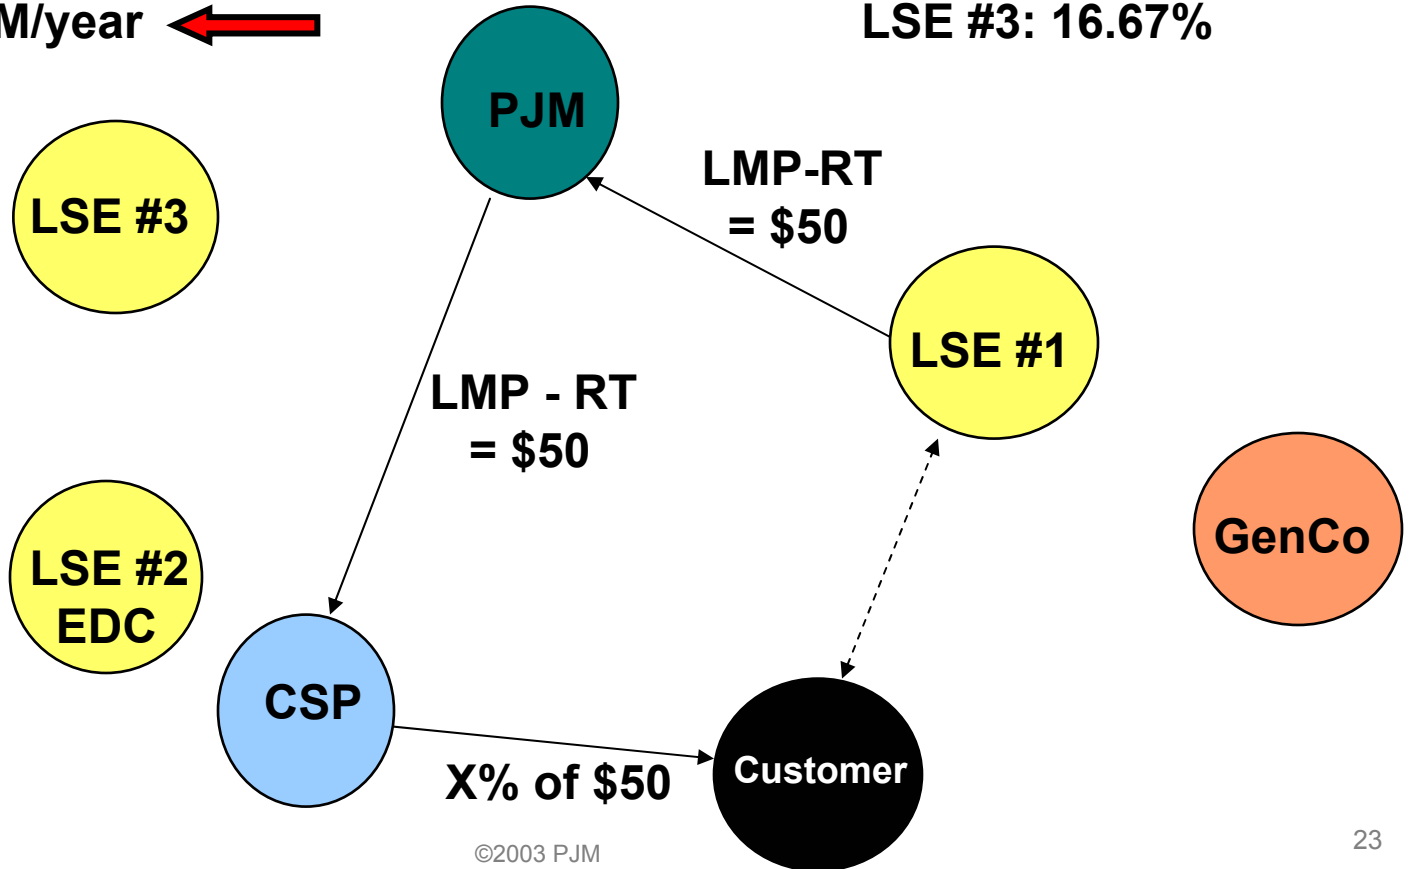 M/year
LSE #3: 16.67%
PJM
LMP-RT
= $50
LSE #3
LSE #1
LMP - RT
= $50
GenCo
LSE #2
EDC
CSP
Customer
X% of $50
©2003 PJM
23